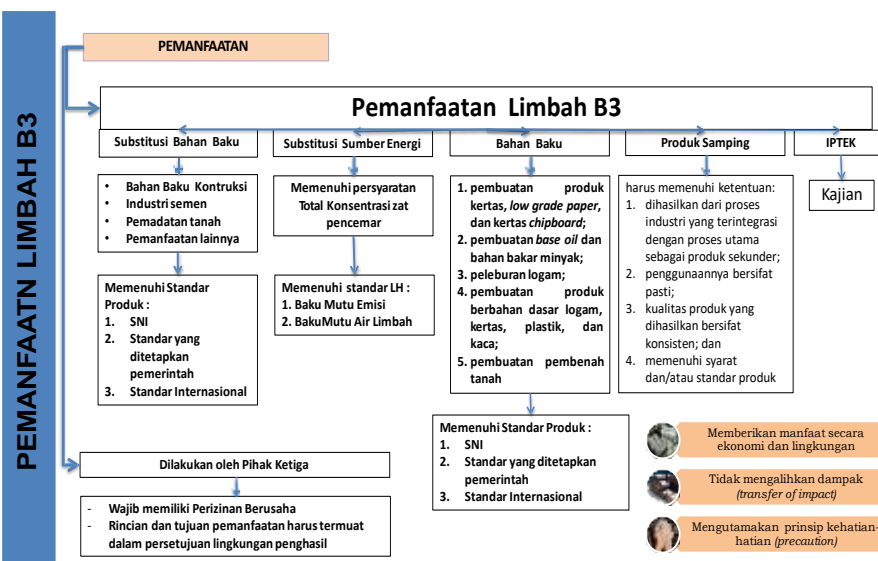 PEMANFAATN LIMBAH B3
PEMANFAATAN
Pemanfaatan Limbah B3
Substitusi Bahan Baku
• Bahan Baku Kontruksi
• Industri semen
• Pemadatan tanah
• Pemanfaatan lainnya
Memenuhi Standar
Produk :
1. SNI
2. Standar yang
ditetapkan
pemerintah
3. Standar Internasional
Substitusi Sumber Energi
Memenuhi persyaratan
Total Konsentrasi zat
pencemar
Memenuhi standar LH :
1. Baku Mutu Emisi
2. BakuMutu Air Limbah
Bahan Baku
1. pembuatan produk
kertas, low grade paper,
dan kertas chipboard;
2. pembuatan base oil dan
bahan bakar minyak;
3. peleburan logam;
4. pembuatan produk
berbahan dasar logam,
kertas, plastik, dan
kaca;
5. pembuatan pembenah
tanah
Memenuhi Standar Produk :
1. SNI
2. Standar yang ditetapkan
pemerintah
3. Standar Internasional
Produk Samping
harus memenuhi ketentuan:
1. dihasilkan dari proses
industri yang terintegrasi
dengan proses utama
sebagai produk sekunder;
2. penggunaannya bersifat
pasti;
3. kualitas produk yang
dihasilkan bersifat
konsisten; dan
4. memenuhi syarat
dan/atau standar produk
IPTEK
Kajian
Dilakukan oleh Pihak Ketiga
- Wajib memiliki Perizinan Berusaha
- Rincian dan tujuan pemanfaatan harus termuat
dalam persetujuan lingkungan penghasil
Memberikan manfaat secara
ekonomi dan lingkungan
Tidak mengalihkan dampak
(transfer of impact)
Mengutamakan prinsip kehatian-
hatian (precaution)